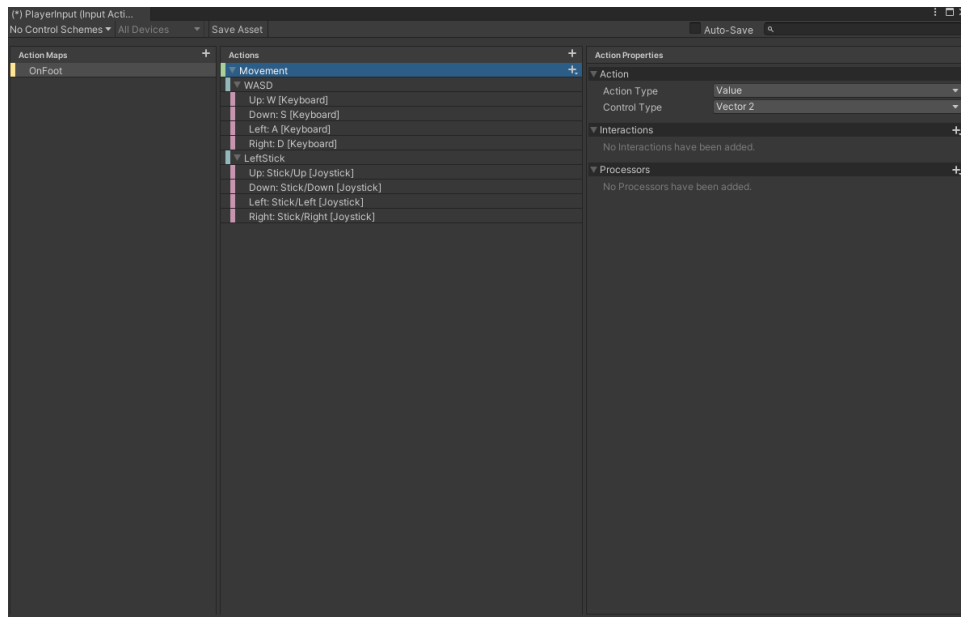 (*) PlayerInput (Input Acti...
No Control Schemes All Devices Save Asset Auto-Save
Action Maps
OnFoot
Actions
Movement
WASD
Up: W [Keyboard]
Down: S [Keyboard]
Left: A [Keyboard]
Right: D [Keyboard]
LeftStick
Up: Stick/Up [Joystick]
Down: Stick/Down [Joystick]
Left: Stick/Left [Joystick]
Right: Stick/Right [Joystick]
Action Properties
Action
Action Type Value
Control Type Vector 2
Interactions
No Interactions have been added.
Processors
No Processors have been added.